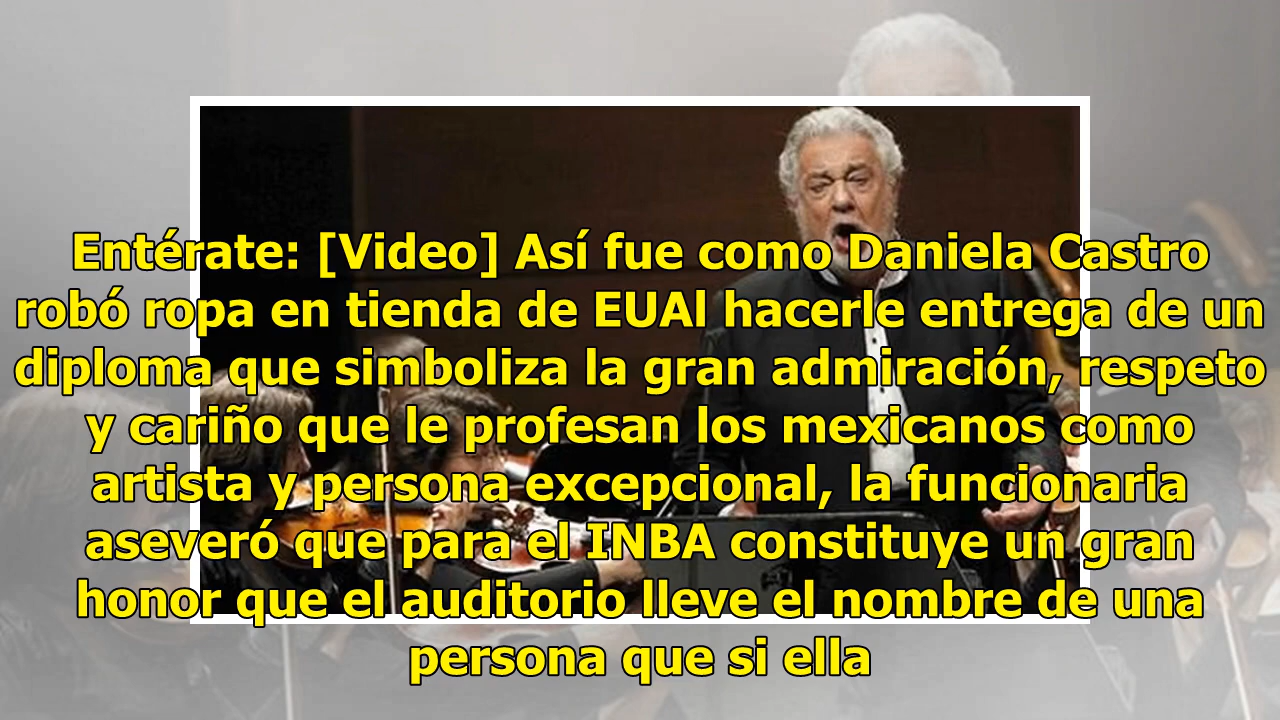 Entérate: [Video] Así fue como Daniela Castro
robó ropa en tienda de EUAl hacerle entrega de un
diploma que simboliza la gran admiración, respeto
y cariño que le profesan los mexicanos como
artista y persona excepcional, la funcionaria
aseveró que para el INBA constituye un gran
honor que el auditorio lleve el nombre de una
persona que si ella